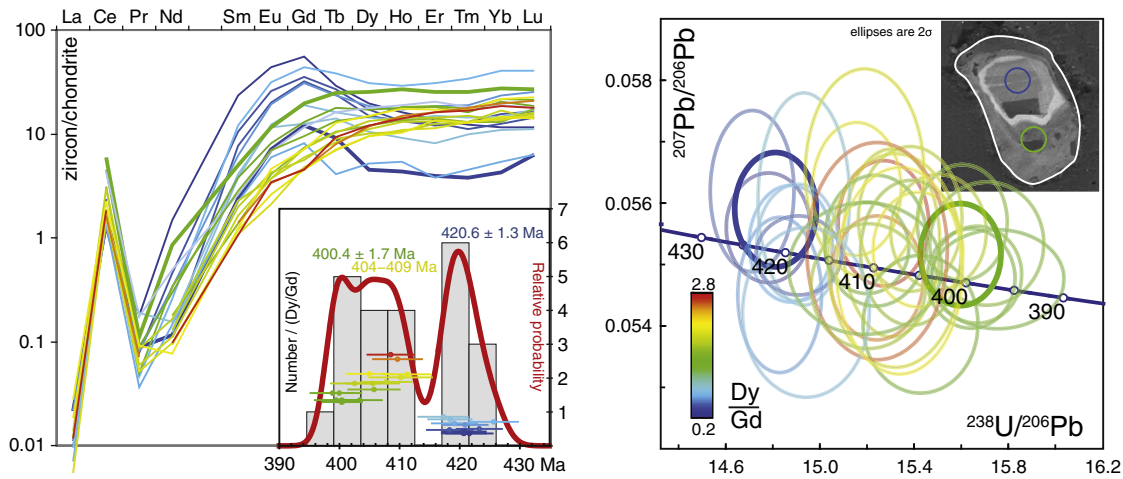 La Ce Pr Nd Sm Eu Gd Tb Dy Ho Er Tm Yb Lu
100
10
1
0.1
0.01
zircon/chondrite
7
6
5
4
3
2
1
Number / (Dy/Gd)
Relative probability
420.6 ± 1.3 Ma
400.4 ± 1.7 Ma
404–409 Ma
390 400 410 420 430 Ma
ellipses are 2σ
207Pb/206Pb
0.058
0.056
0.054
430
420
410
400
390
2.8
Dy
Gd
0.2
238U/206Pb
14.6 15.0 15.4 15.8 16.2